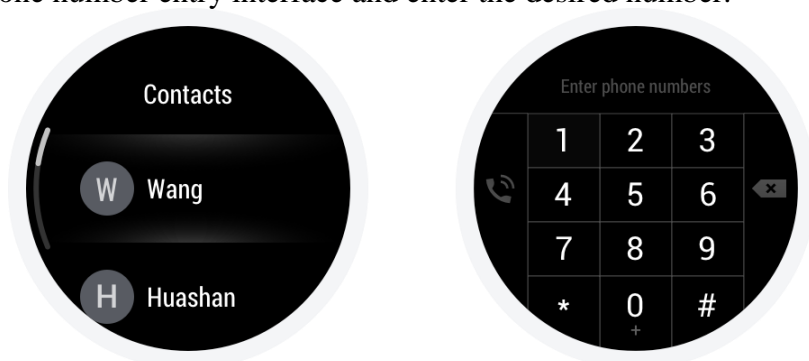 one number entry interface and enter the desired number.
Contacts
W Wang
H Huashan
Enter phone numbers
1 2 3
4 5 6
7 8 9
* 0 #
+